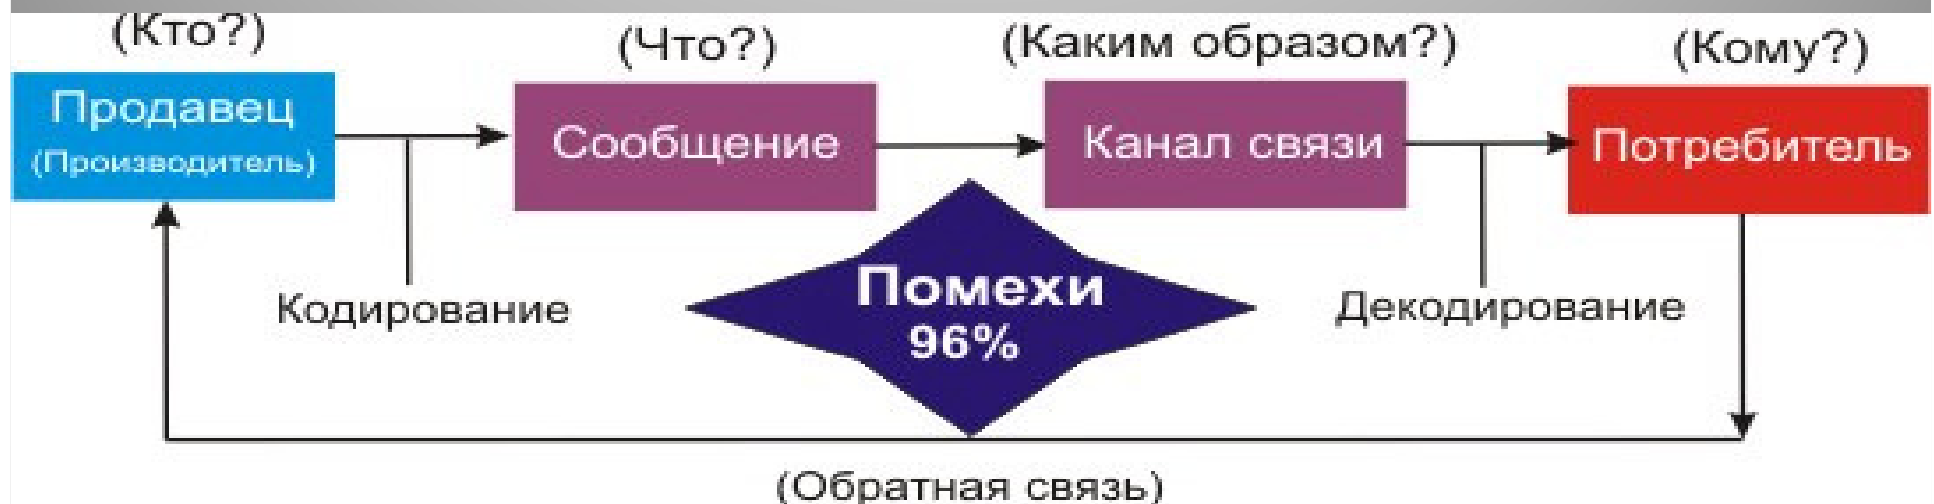 (Кто?)
(Что?)
(Каким образом?)
(Кому?)
Продавец
(Производитель)
Сообщение
Канал связи
Потребитель
Кодирование
Помехи
96%
Декодирование
(Обратная связь)